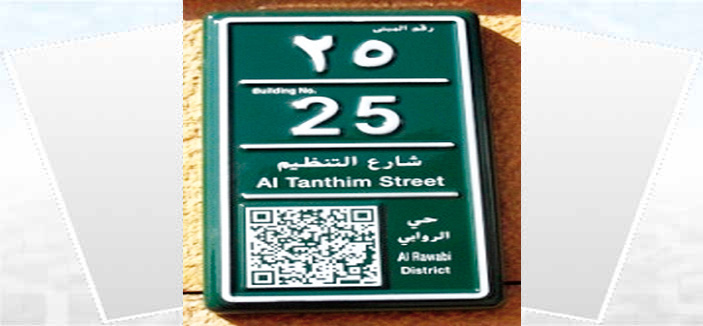 رقم المبنى
٢٥
Building No.
25
شارع التنظيم
Al Tanthim Street
حي
الروابي
Al Rawabi
District